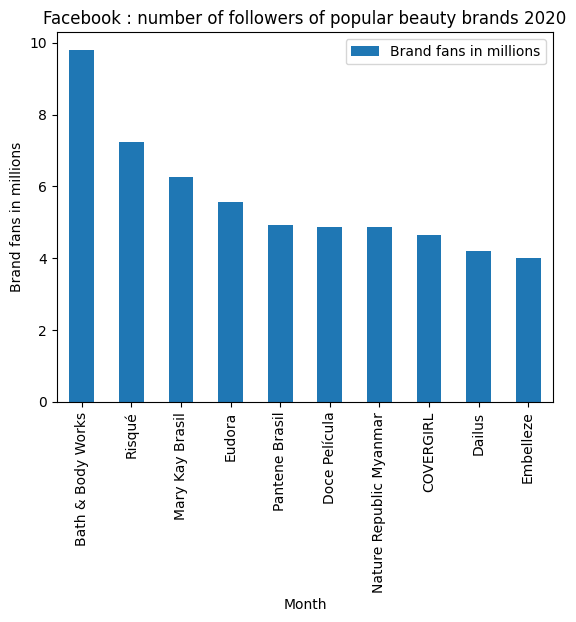 Facebook : number of followers of popular beauty brands 2020
Brand fans in millions
Brand fans in millions
10
8
6
4
2
0
Bath & Body Works
Risqué
Mary Kay Brasil
Eudora
Pantene Brasil
Doce Película
Nature Republic Myanmar
COVERGIRL
Dailus
Embelleze
Month